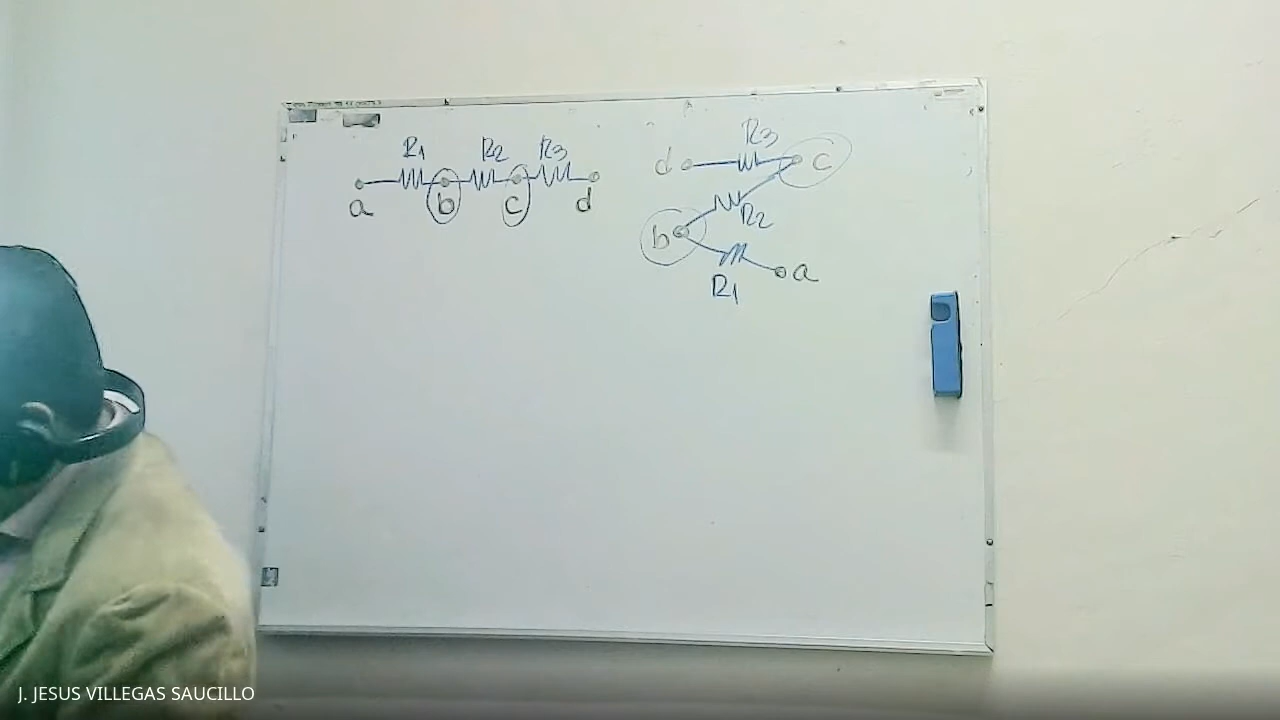 R1 R2 R3
a b c d
R3
d c
R2
b
a
R1
J. JESUS VILLEGAS SAUCILLO